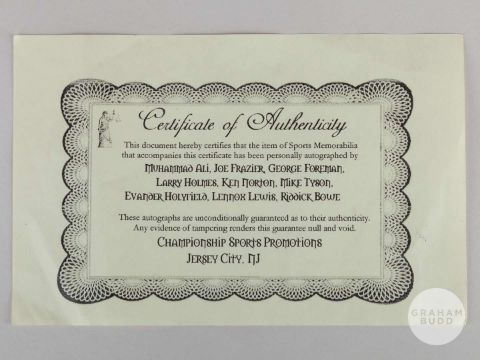 Certificate of Authenticity
This document hereby certifies that the item of Sports Memorabilia
that accompanies this certificate has been personally autographed by
Muhammad Ali, Joe Frazier, George Foreman,
Larry Holmes, Ken Norton, Mike Tyson,
Evander Holyfield, Lennox Lewis, Riddick Bowe
These autographs are unconditionally guaranteed as to their authenticity.
Any evidence of tampering renders this guarantee null and void.
Championship Sports Promotions
Jersey City, NJ
GRAHAM
BUDD